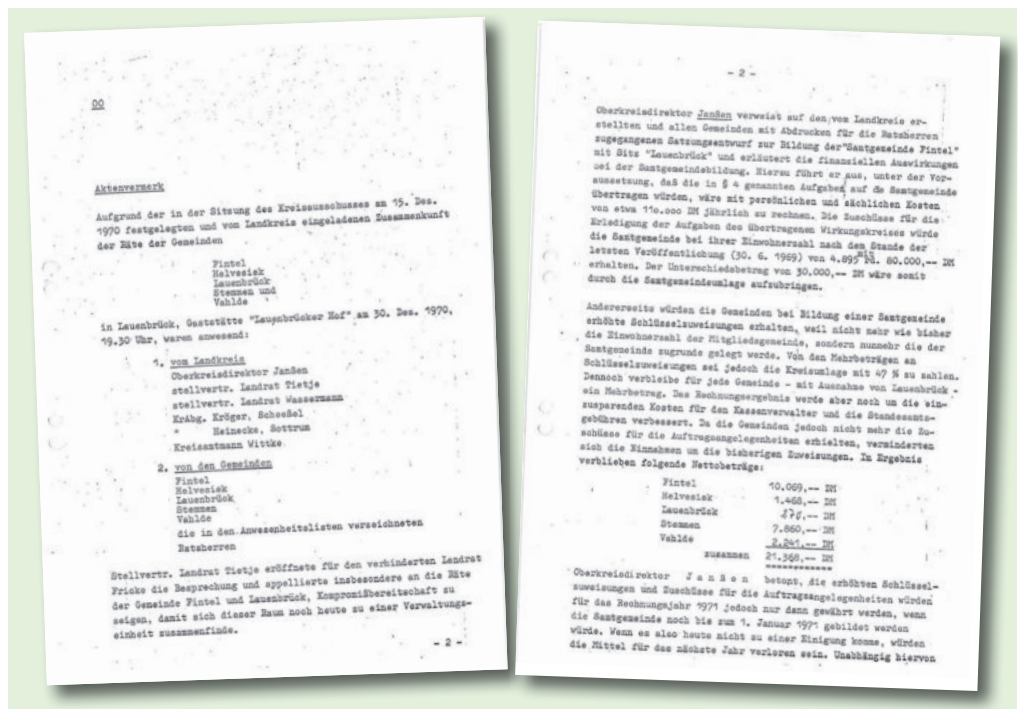 00
Aktenvermerk
Aufgrund der in der Sitzung des Kreisausschusses am 15. Dez.
1970 festgelegten und vom Landkreis eingeladenen Zusammenkunft
der Räte der Gemeinden
Fintel
Helvesiek
Lauenbrück
Stemmen und
Vahlde
in Lauenbrück, Gaststätte "Lauenbrücker Hof" am 30. Dez. 1970,
19.30 Uhr, waren anwesend:
1. vom Landkreis
Oberkreisdirektor Janßen
stellvertr. Landrat Tietje
stellvertr. Landrat Wassermann
KrAbg. Kröger, Scheeßel
" Heinecke, Sottrum
Kreisamtmann Wittke
2. von den Gemeinden
Fintel
Helvesiek
Lauenbrück
Stemmen
Vahlde
die in den Anwesenheitslisten verzeichneten
Ratsherren
Stellvertr. Landrat Tietje eröffnete für den verhinderten Landrat
Fricke die Besprechung und appellierte insbesondere an die Räte
der Gemeinde Fintel und Lauenbrück, Kompromißbereitschaft zu
zeigen, damit sich dieser Raum noch heute zu einer Verwaltungs-
einheit zusammenfinde.
- 2 -
- 2 -
Oberkreisdirektor Janßen verweist auf den vom Landkreis er-
stellten und allen Gemeinden mit Abdrucken für die Ratsherren
zugegangenen Satzungsentwurf zur Bildung der "Samtgemeinde Fintel"
mit Sitz "Lauenbrück" und erläutert die finanziellen Auswirkungen
bei der Samtgemeindebildung. Hierzu führt er aus, unter der Vor-
aussetzung, daß die in § 4 genannten Aufgaben auf de Samtgemeinde
übertragen würden, wäre mit persönlichen und sächlichen Kosten
von etwa 110.000 DM jährlich zu rechnen. Die Zuschüsse für die
Erledigung der Aufgaben des übertragenen Wirkungskreises würde
die Samtgemeinde bei ihrer Einwohnerzahl nach dem Stande der
letzten Veröffentlichung (30. 6. 1969) von 4.895 mit rd. 80.000,-- DM
erhalten. Der Unterschiedsbetrag von 30.000,-- DM wäre somit
durch die Samtgemeindeumlage aufzubringen.
Andererseits würden die Gemeinden bei Bildung einer Samtgemeinde
erhöhte Schlüsselzuweisungen erhalten, weil nicht mehr wie bisher
die Einwohnerzahl der Mitgliedsgemeinde, sondern nunmehr die der
Samtgemeinde zugrunde gelegt werde. Von den Mehrbeträgen an
Schlüsselzuweisungen sei jedoch die Kreisumlage mit 47 % zu zahlen.
Dennoch verbleibe für jede Gemeinde - mit Ausnahme von Lauenbrück -
ein Mehrbetrag. Das Rechnungsergebnis werde aber noch um die ein-
zusparenden Kosten für den Kassenverwalter und die Standesamts-
gebühren verbessert. Da die Gemeinden jedoch nicht mehr die Zu-
schüsse für die Auftragsangelegenheiten erhielten, verminderten
sich die Einnahmen um die bisherigen Zuweisungen. Im Ergebnis
verblieben folgende Nettobeträge:
Fintel 10.069,-- DM
Helvesiek 1.468,-- DM
Lauenbrück ,-- DM
Stemmen 7.860,-- DM
Vahlde 2.241,-- DM
zusammen 21.368,-- DM
============
Oberkreisdirektor J a n ß e n betont, die erhöhten Schlüssel-
zuweisungen und Zuschüsse für die Auftragsangelegenheiten würden
für das Rechnungsjahr 1971 jedoch nur dann gewährt werden, wenn
die Samtgemeinde noch bis zum 1. Januar 1971 gebildet werden
würde. Wenn es also heute nicht zu einer Einigung komme, würden
die Mittel für das nächste Jahr verloren sein. Unabhängig hiervon